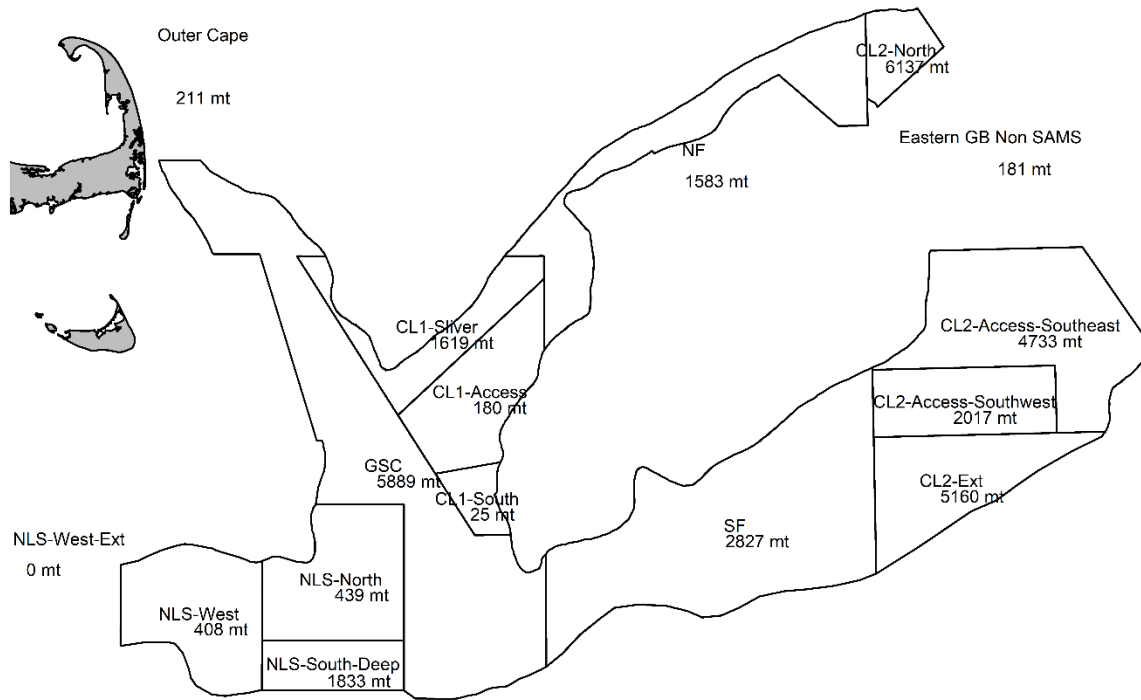 Outer Cape
211 mt
CL2-North
6137 mt
Eastern GB Non SAMS
181 mt
NF
1583 mt
CL1-Sliver
1619 mt
CL2-Access-Southeast
4733 mt
CL1-Access
180 mt
CL2-Access-Southwest
2017 mt
GSC
5889 mt
CL1-South
25 mt
CL2-Ext
5160 mt
SF
2827 mt
NLS-West-Ext
0 mt
NLS-North
439 mt
NLS-West
408 mt
NLS-South-Deep
1833 mt